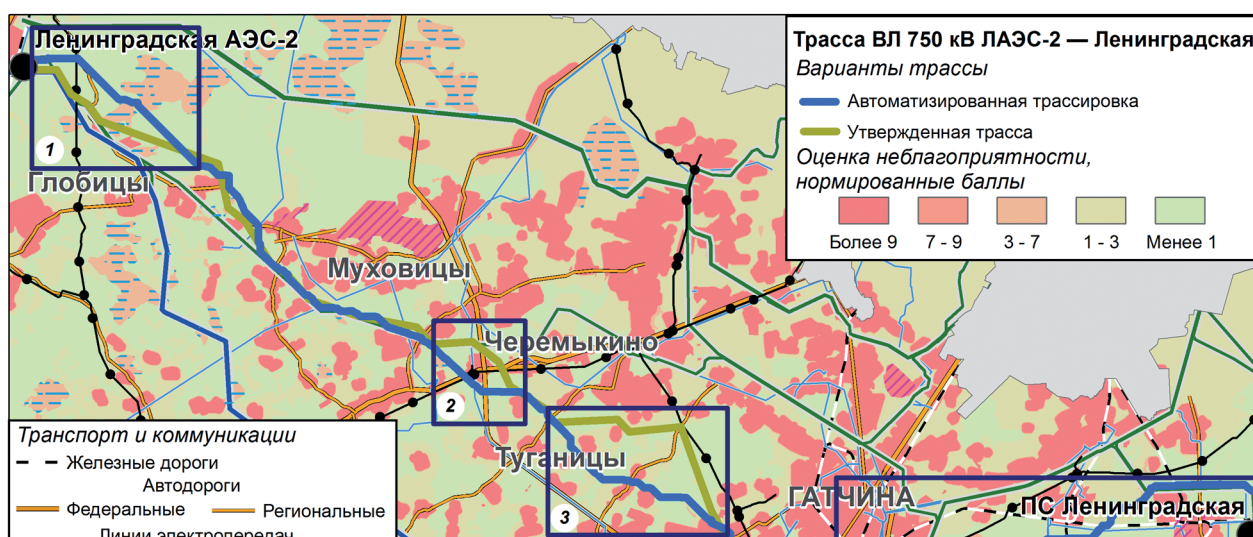 Ленинградская АЭС-2
Трасса ВЛ 750 кВ ЛАЭС-2 — Ленинградская
Варианты трассы
Автоматизированная трассировка
Утвержденная трасса
Оценка неблагоприятности,
нормированные баллы
Более 9
7 - 9
3 - 7
1 - 3
Менее 1
1
Глобицы
Муховицы
Черемыкино
2
Туганицы
3
ГАТЧИНА
ПС Ленинградская
Транспорт и коммуникации
Железные дороги
Автодороги
Федеральные
Региональные
Линии электропередач